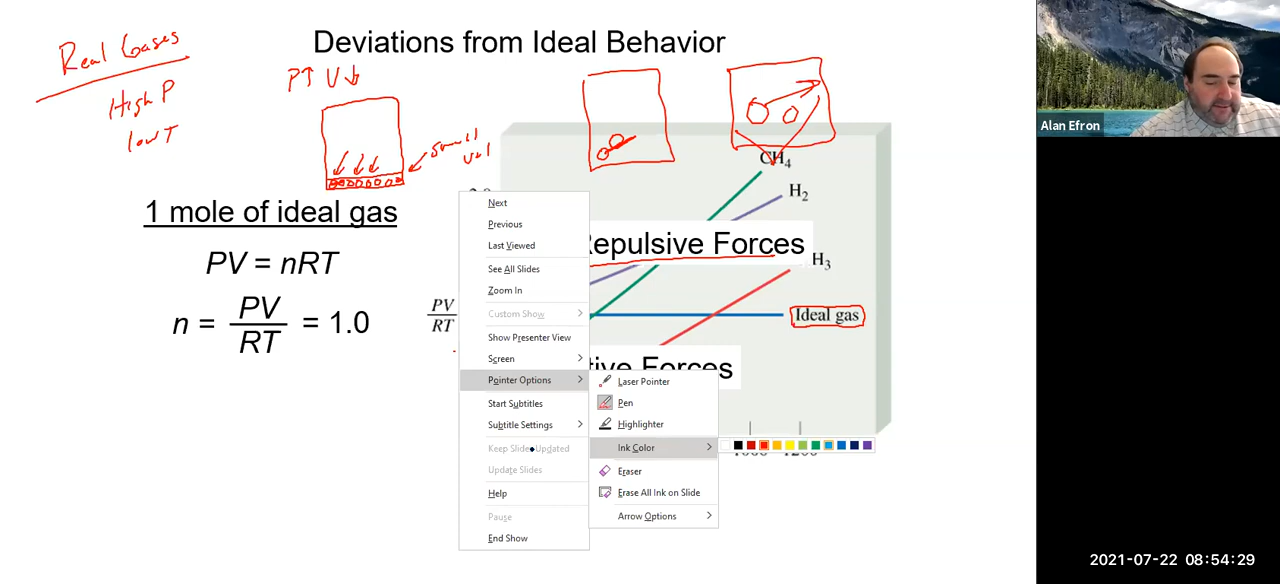 Real Gases
High P
low T
Deviations from Ideal Behavior
P↑ V↓
small
vol
1 mole of ideal gas
PV = nRT
n = PV/RT = 1.0
PV
RT
CH4
H2
Repulsive Forces
H3
Ideal gas
tive Forces
Next
Previous
Last Viewed
See All Slides
Zoom In
Custom Show
Show Presenter View
Screen
Pointer Options
Start Subtitles
Subtitle Settings
Keep Slides Updated
Update Slides
Help
Pause
End Show
Laser Pointer
Pen
Highlighter
Ink Color
Eraser
Erase All Ink on Slide
Arrow Options
1200
Alan Efron
2021-07-22 08:54:29